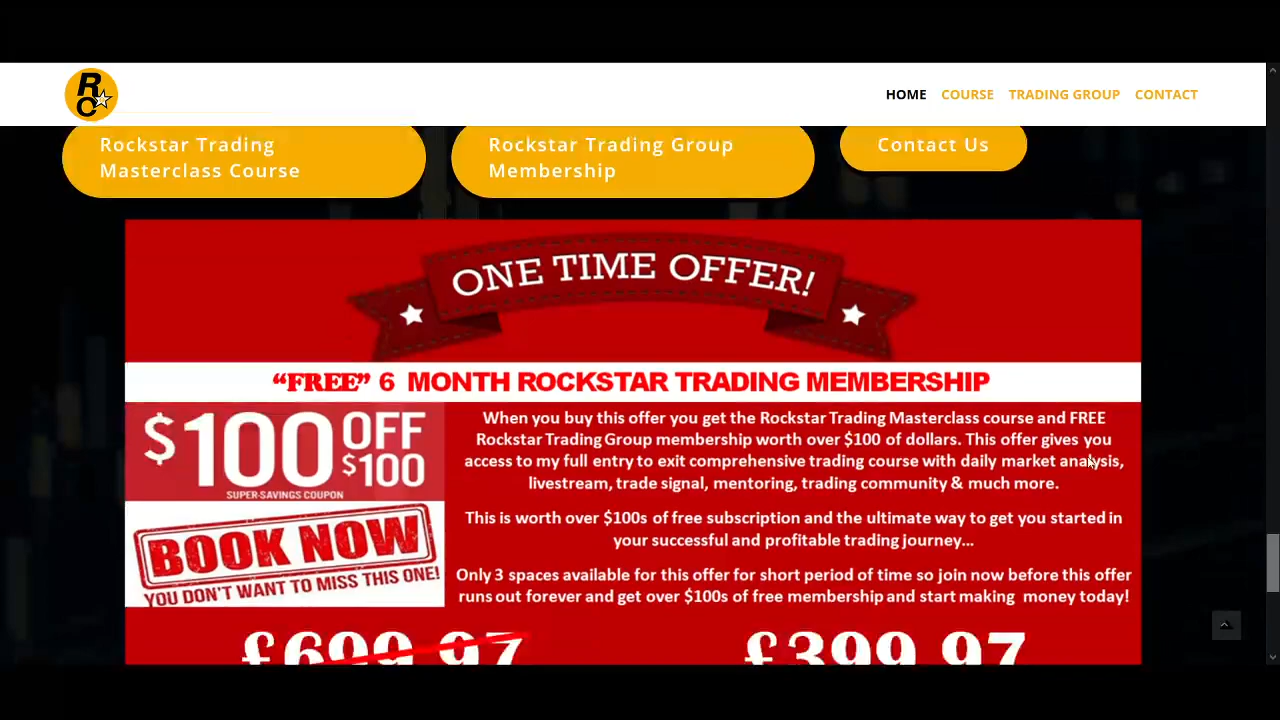 RC
HOME COURSE TRADING GROUP CONTACT
Rockstar Trading
Masterclass Course
Rockstar Trading Group
Membership
Contact Us
ONE TIME OFFER!
“FREE” 6 MONTH ROCKSTAR TRADING MEMBERSHIP
$100 OFF
$100
SUPER-SAVINGS COUPON
BOOK NOW
YOU DON'T WANT TO MISS THIS ONE!
When you buy this offer you get the Rockstar Trading Masterclass course and FREE
Rockstar Trading Group membership worth over $100 of dollars. This offer gives you
access to my full entry to exit comprehensive trading course with daily market analysis,
livestream, trade signal, mentoring, trading community & much more.
This is worth over $100s of free subscription and the ultimate way to get you started in
your successful and profitable trading journey...
Only 3 spaces available for this offer for short period of time so join now before this offer
runs out forever and get over $100s of free membership and start making money today!
£699.97
£399.97